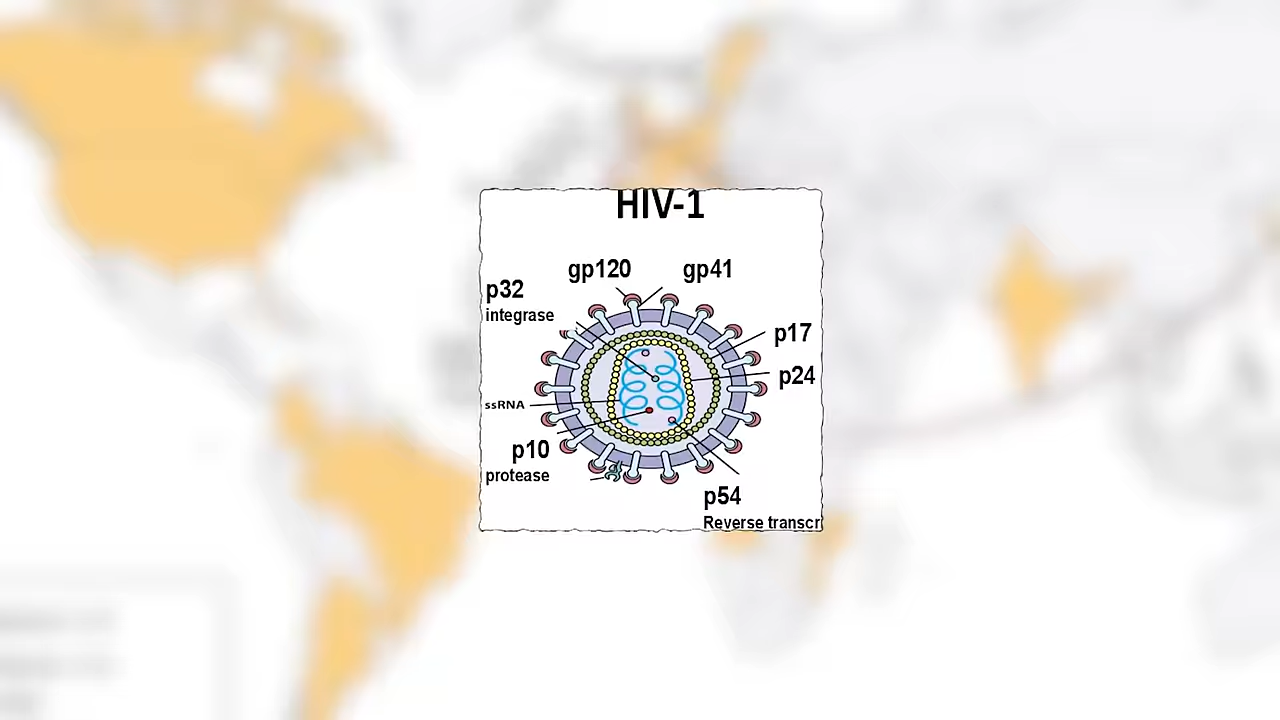 HIV-1
gp120
gp41
p32
integrase
p17
p24
ssRNA
p10
protease
p54
Reverse transcr